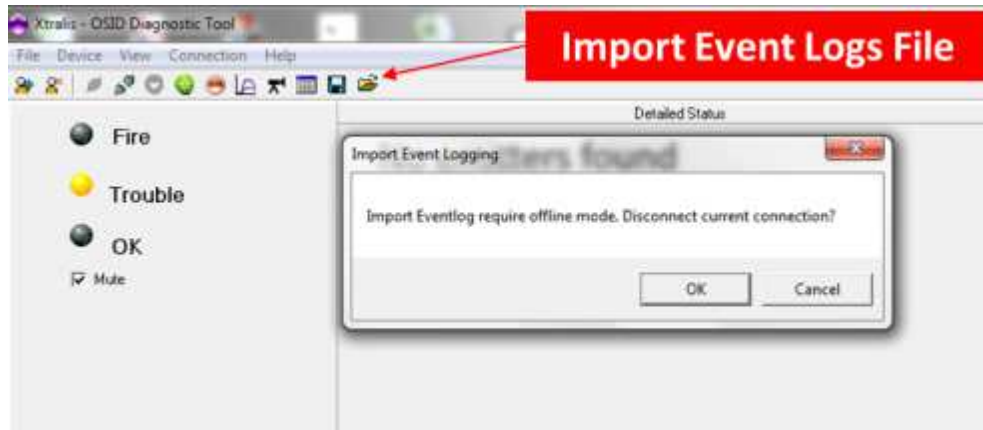 Xtralis - OSID Diagnostic Tool
File Device View Connection Help
Import Event Logs File
Detailed Status
Fire
Trouble
OK
Mute
found
Import Event Logging
Import Eventlog require offline mode. Disconnect current connection?
OK Cancel